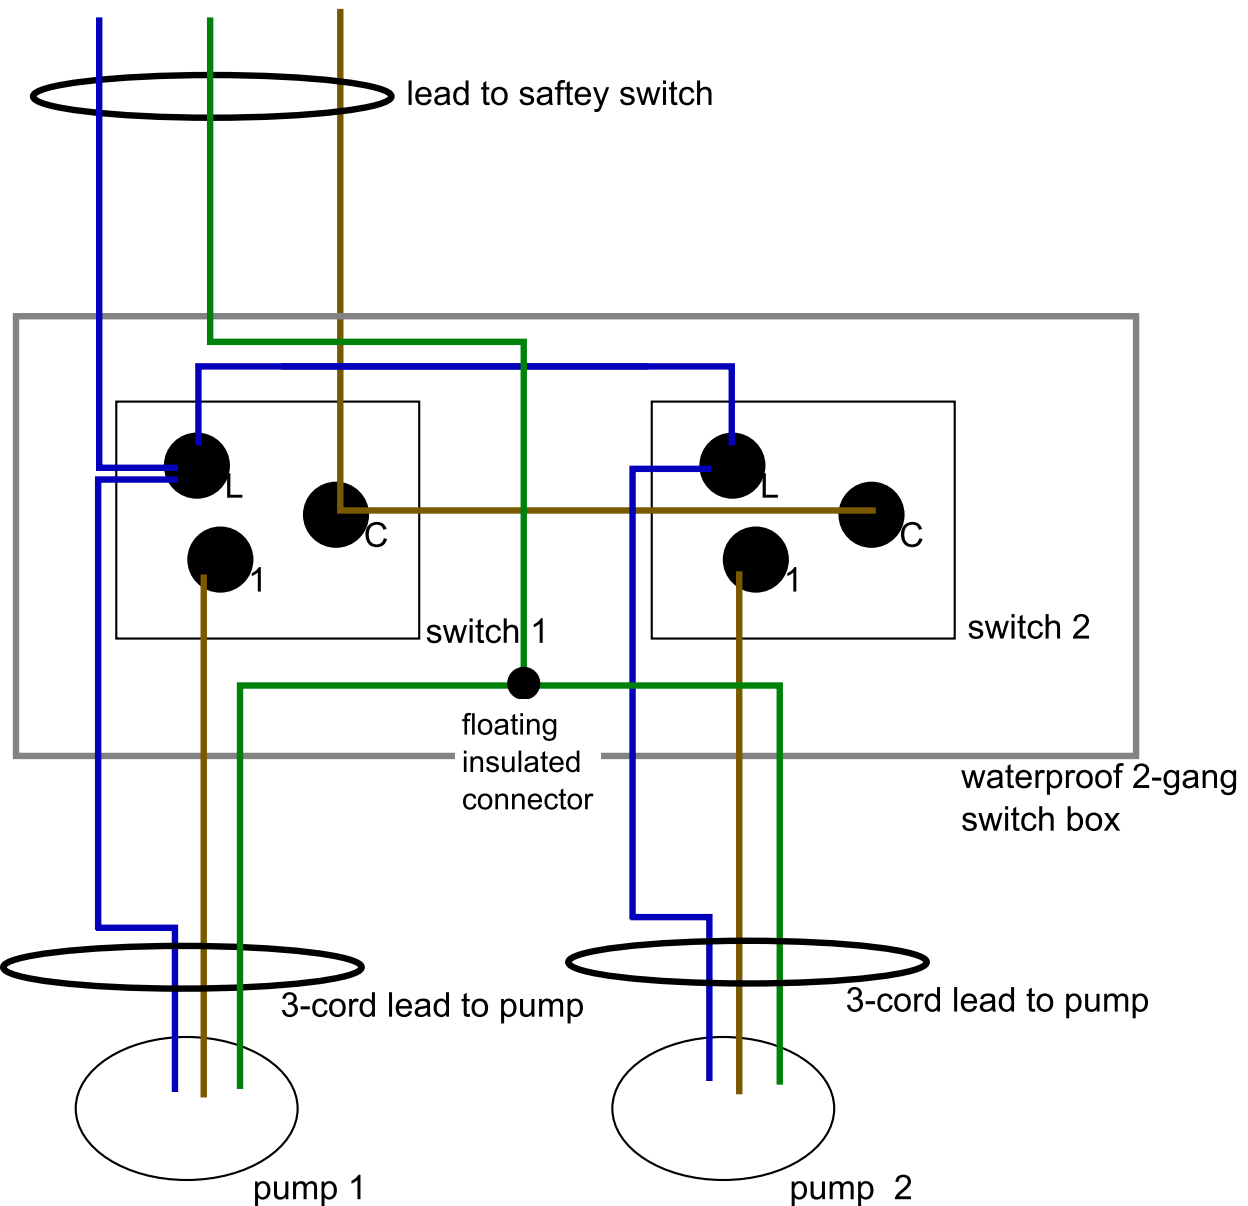 lead to saftey switch
L
C
1
switch 1
L
C
1
switch 2
floating
insulated
connector
waterproof 2-gang
switch box
3-cord lead to pump
3-cord lead to pump
pump 1
pump  2